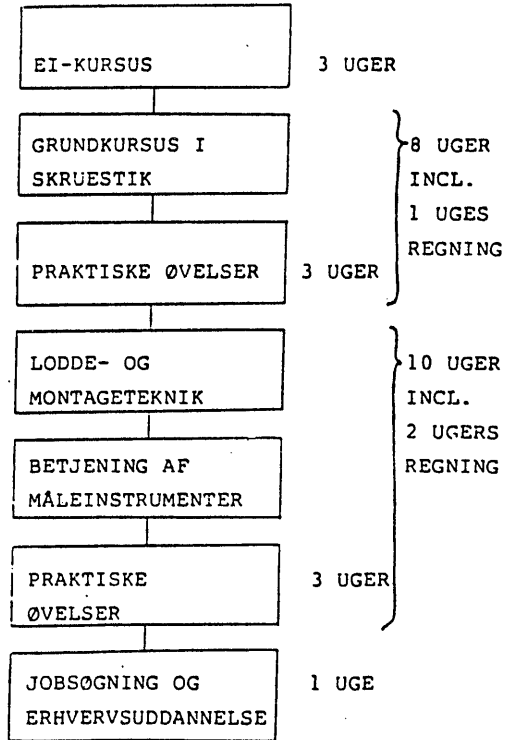 EI-KURSUS
3 UGER
GRUNDKURSUS I
SKRUESTIK
8 UGER
INCL.
1 UGES
REGNING
PRAKTISKE ØVELSER
3 UGER
LODDE- OG
MONTAGETEKNIK
10 UGER
INCL.
2 UGERS
REGNING
BETJENING AF
MÅLEINSTRUMENTER
PRAKTISKE
ØVELSER
3 UGER
JOBSØGNING OG
ERHVERVSUDDANNELSE
1 UGE